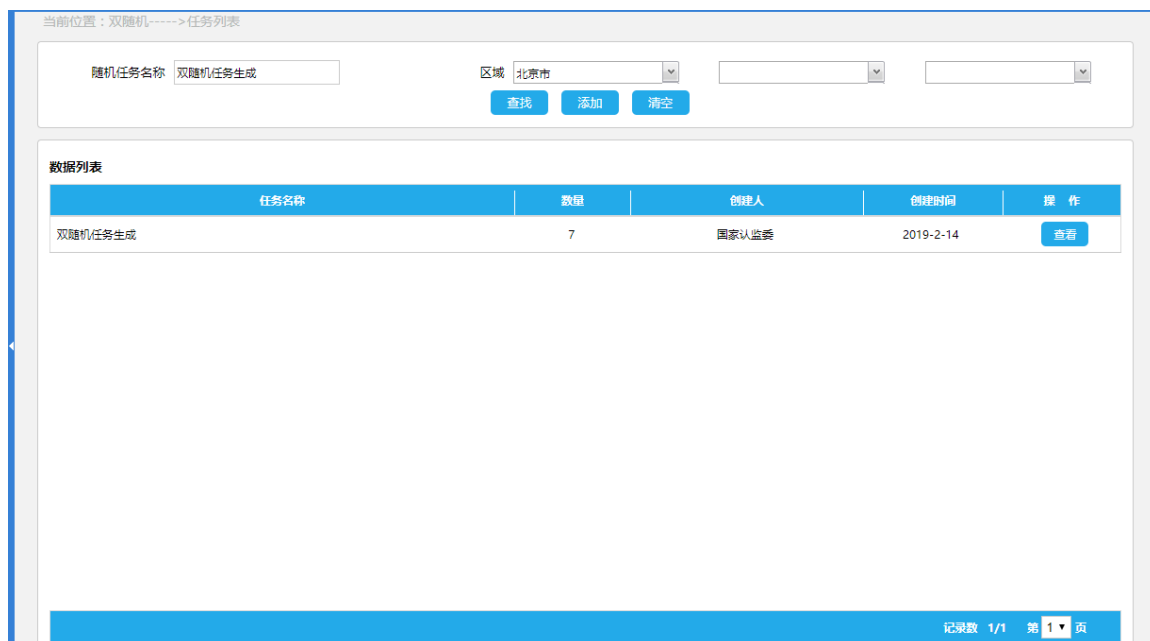 当前位置：双随机----->任务列表
随机任务名称 双随机任务生成 区域 北京市
查找 添加 清空
数据列表
任务名称 数量 创建人 创建时间 操 作
双随机任务生成 7 国家认监委 2019-2-14 查看
记录数 1/1 第 1 页